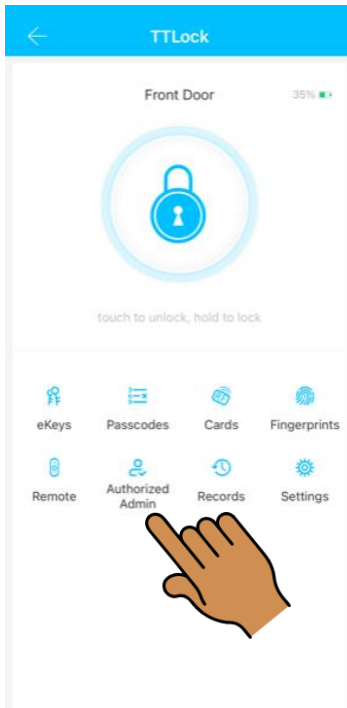 TTLock
Front Door 35%
touch to unlock, hold to lock
eKeys Passcodes Cards Fingerprints
Remote Authorized Admin Records Settings